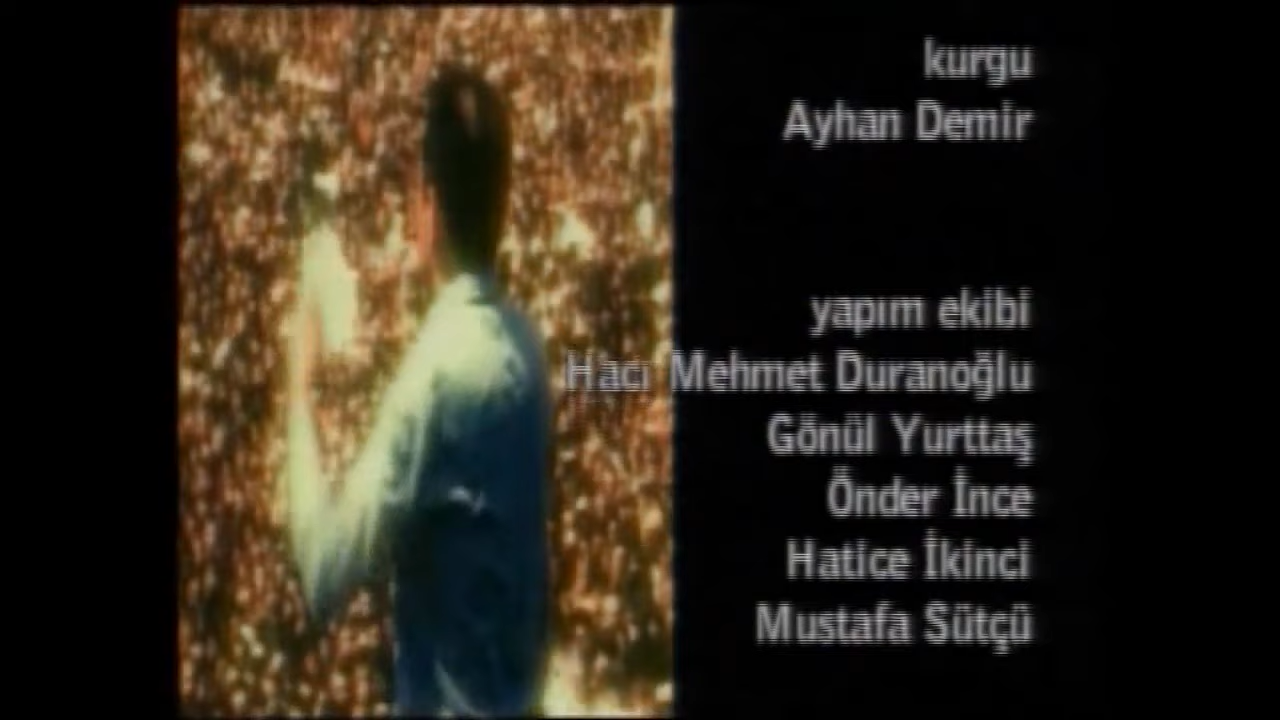 kurgu
Ayhan Demir
yapım ekibi
Hacı Mehmet Duranoğlu
Gönül Yurttaş
Önder İnce
Hatice İkinci
Mustafa Sütçü